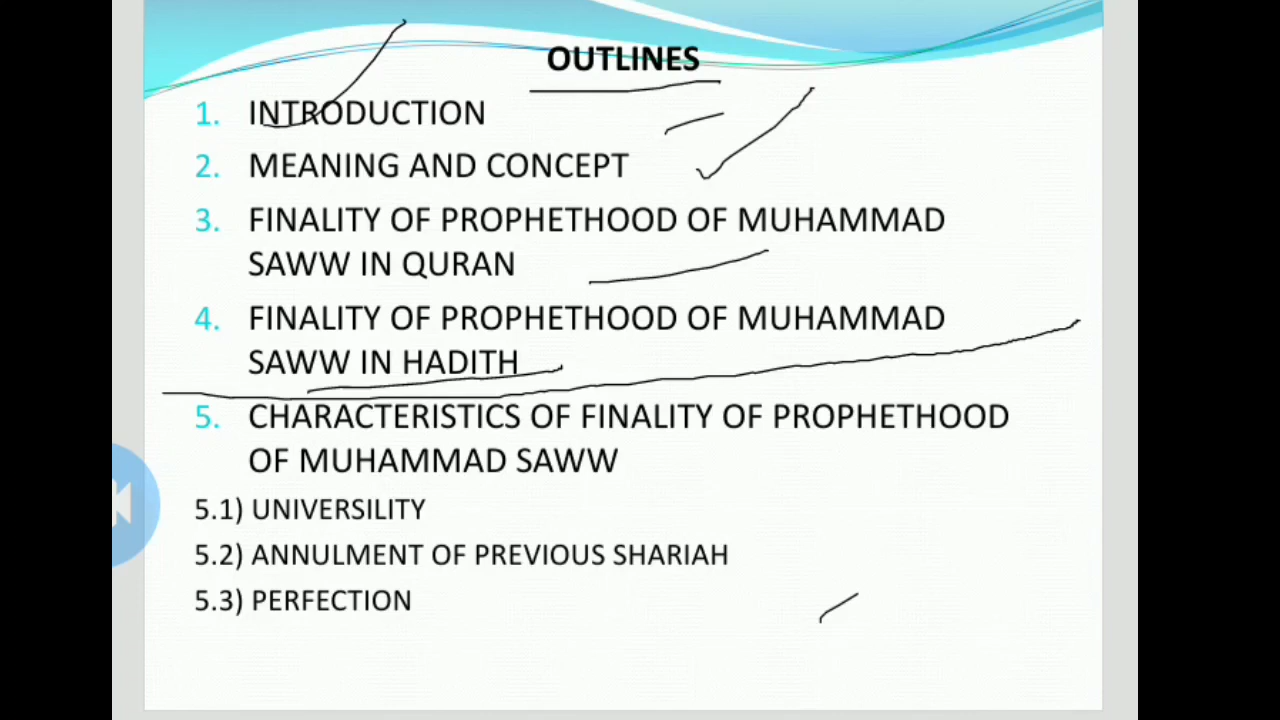 OUTLINES
1. INTRODUCTION
2. MEANING AND CONCEPT
3. FINALITY OF PROPHETHOOD OF MUHAMMAD
SAWW IN QURAN
4. FINALITY OF PROPHETHOOD OF MUHAMMAD
SAWW IN HADITH
5. CHARACTERISTICS OF FINALITY OF PROPHETHOOD
OF MUHAMMAD SAWW
5.1) UNIVERSILITY
5.2) ANNULMENT OF PREVIOUS SHARIAH
5.3) PERFECTION